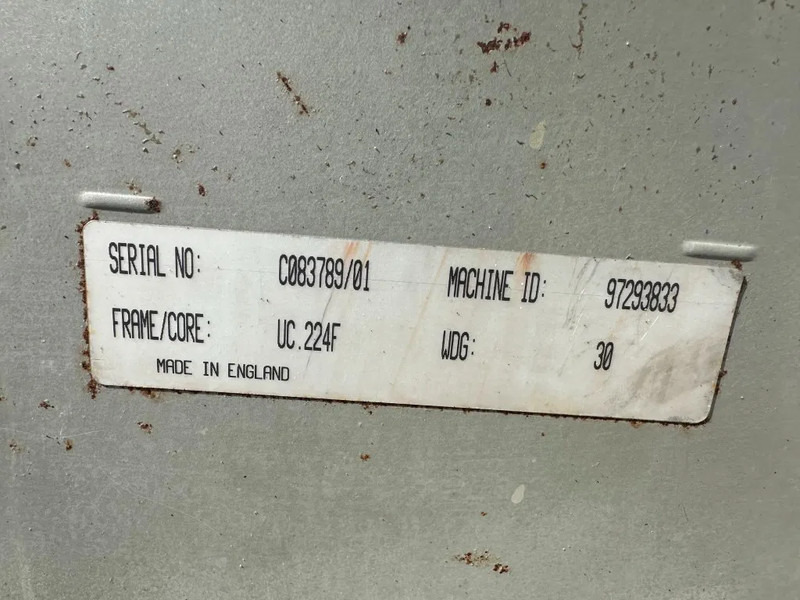 SERIAL NO: C083789/01 MACHINE ID: 97293833
FRAME/CORE: UC.224F WDG: 30
MADE IN ENGLAND